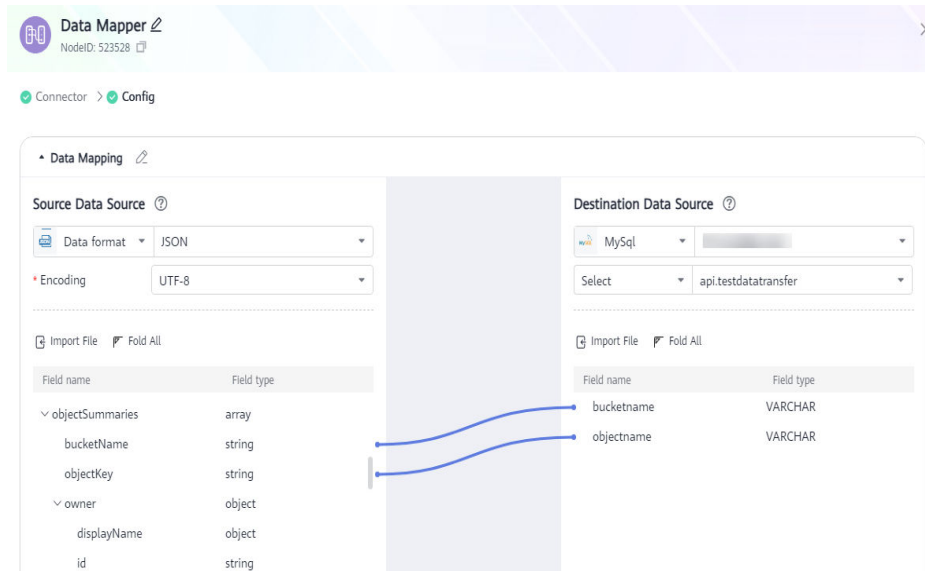 Data Mapper
NodeID: 523528
Connector > Config
Data Mapping
Source Data Source ?
Destination Data Source ?
Data format JSON
MySql
* Encoding UTF-8
Select api.testdatatransfer
Import File Fold All
Import File Fold All
Field name Field type
Field name Field type
objectSummaries array
bucketname VARCHAR
bucketName string
objectname VARCHAR
objectKey string
owner object
displayName object
id string